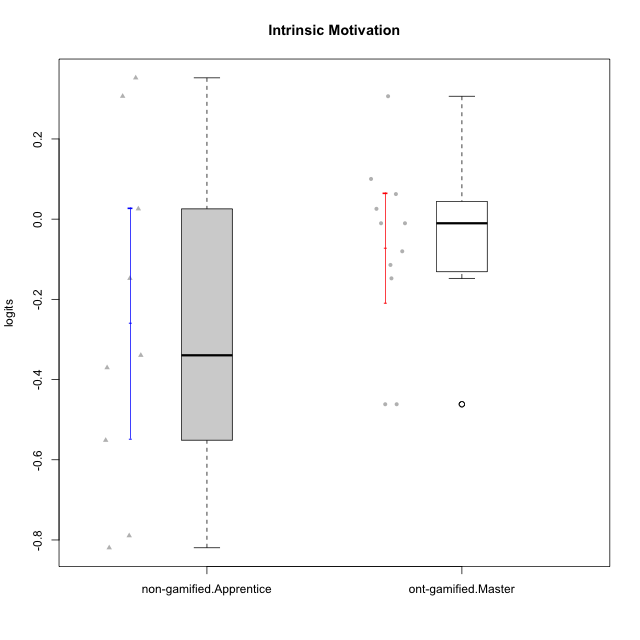 Intrinsic Motivation
logits
0.2
0.0
-0.2
-0.4
-0.6
-0.8
non-gamified.Apprentice
ont-gamified.Master